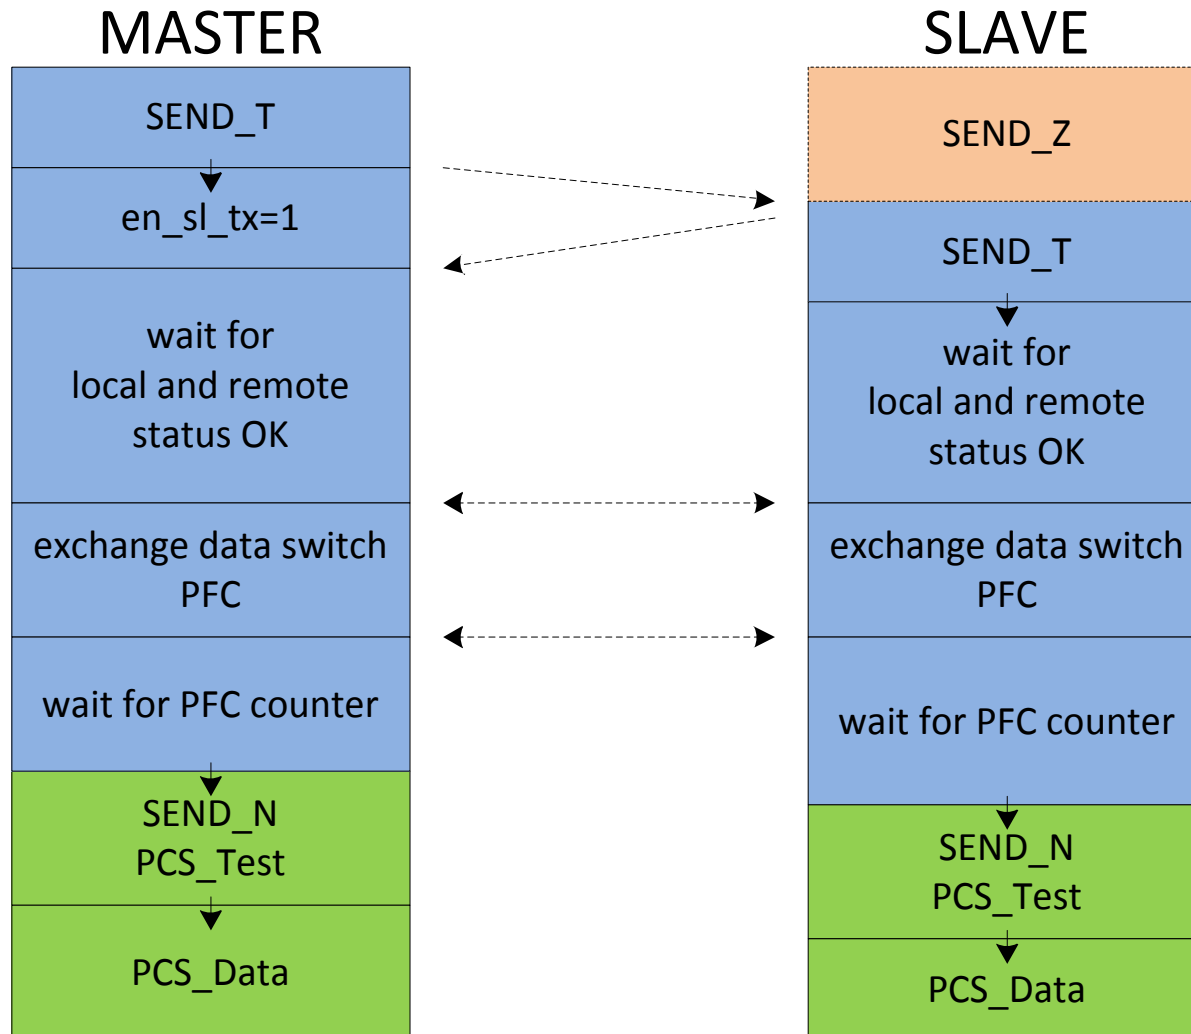 MASTER
SEND_T
en_sl_tx=1
wait for
local and remote
status OK
exchange data switch
PFC
wait for PFC counter
SEND_N
PCS_Test
PCS_Data
SLAVE
SEND_Z
SEND_T
wait for
local and remote
status OK
exchange data switch
PFC
wait for PFC counter
SEND_N
PCS_Test
PCS_Data